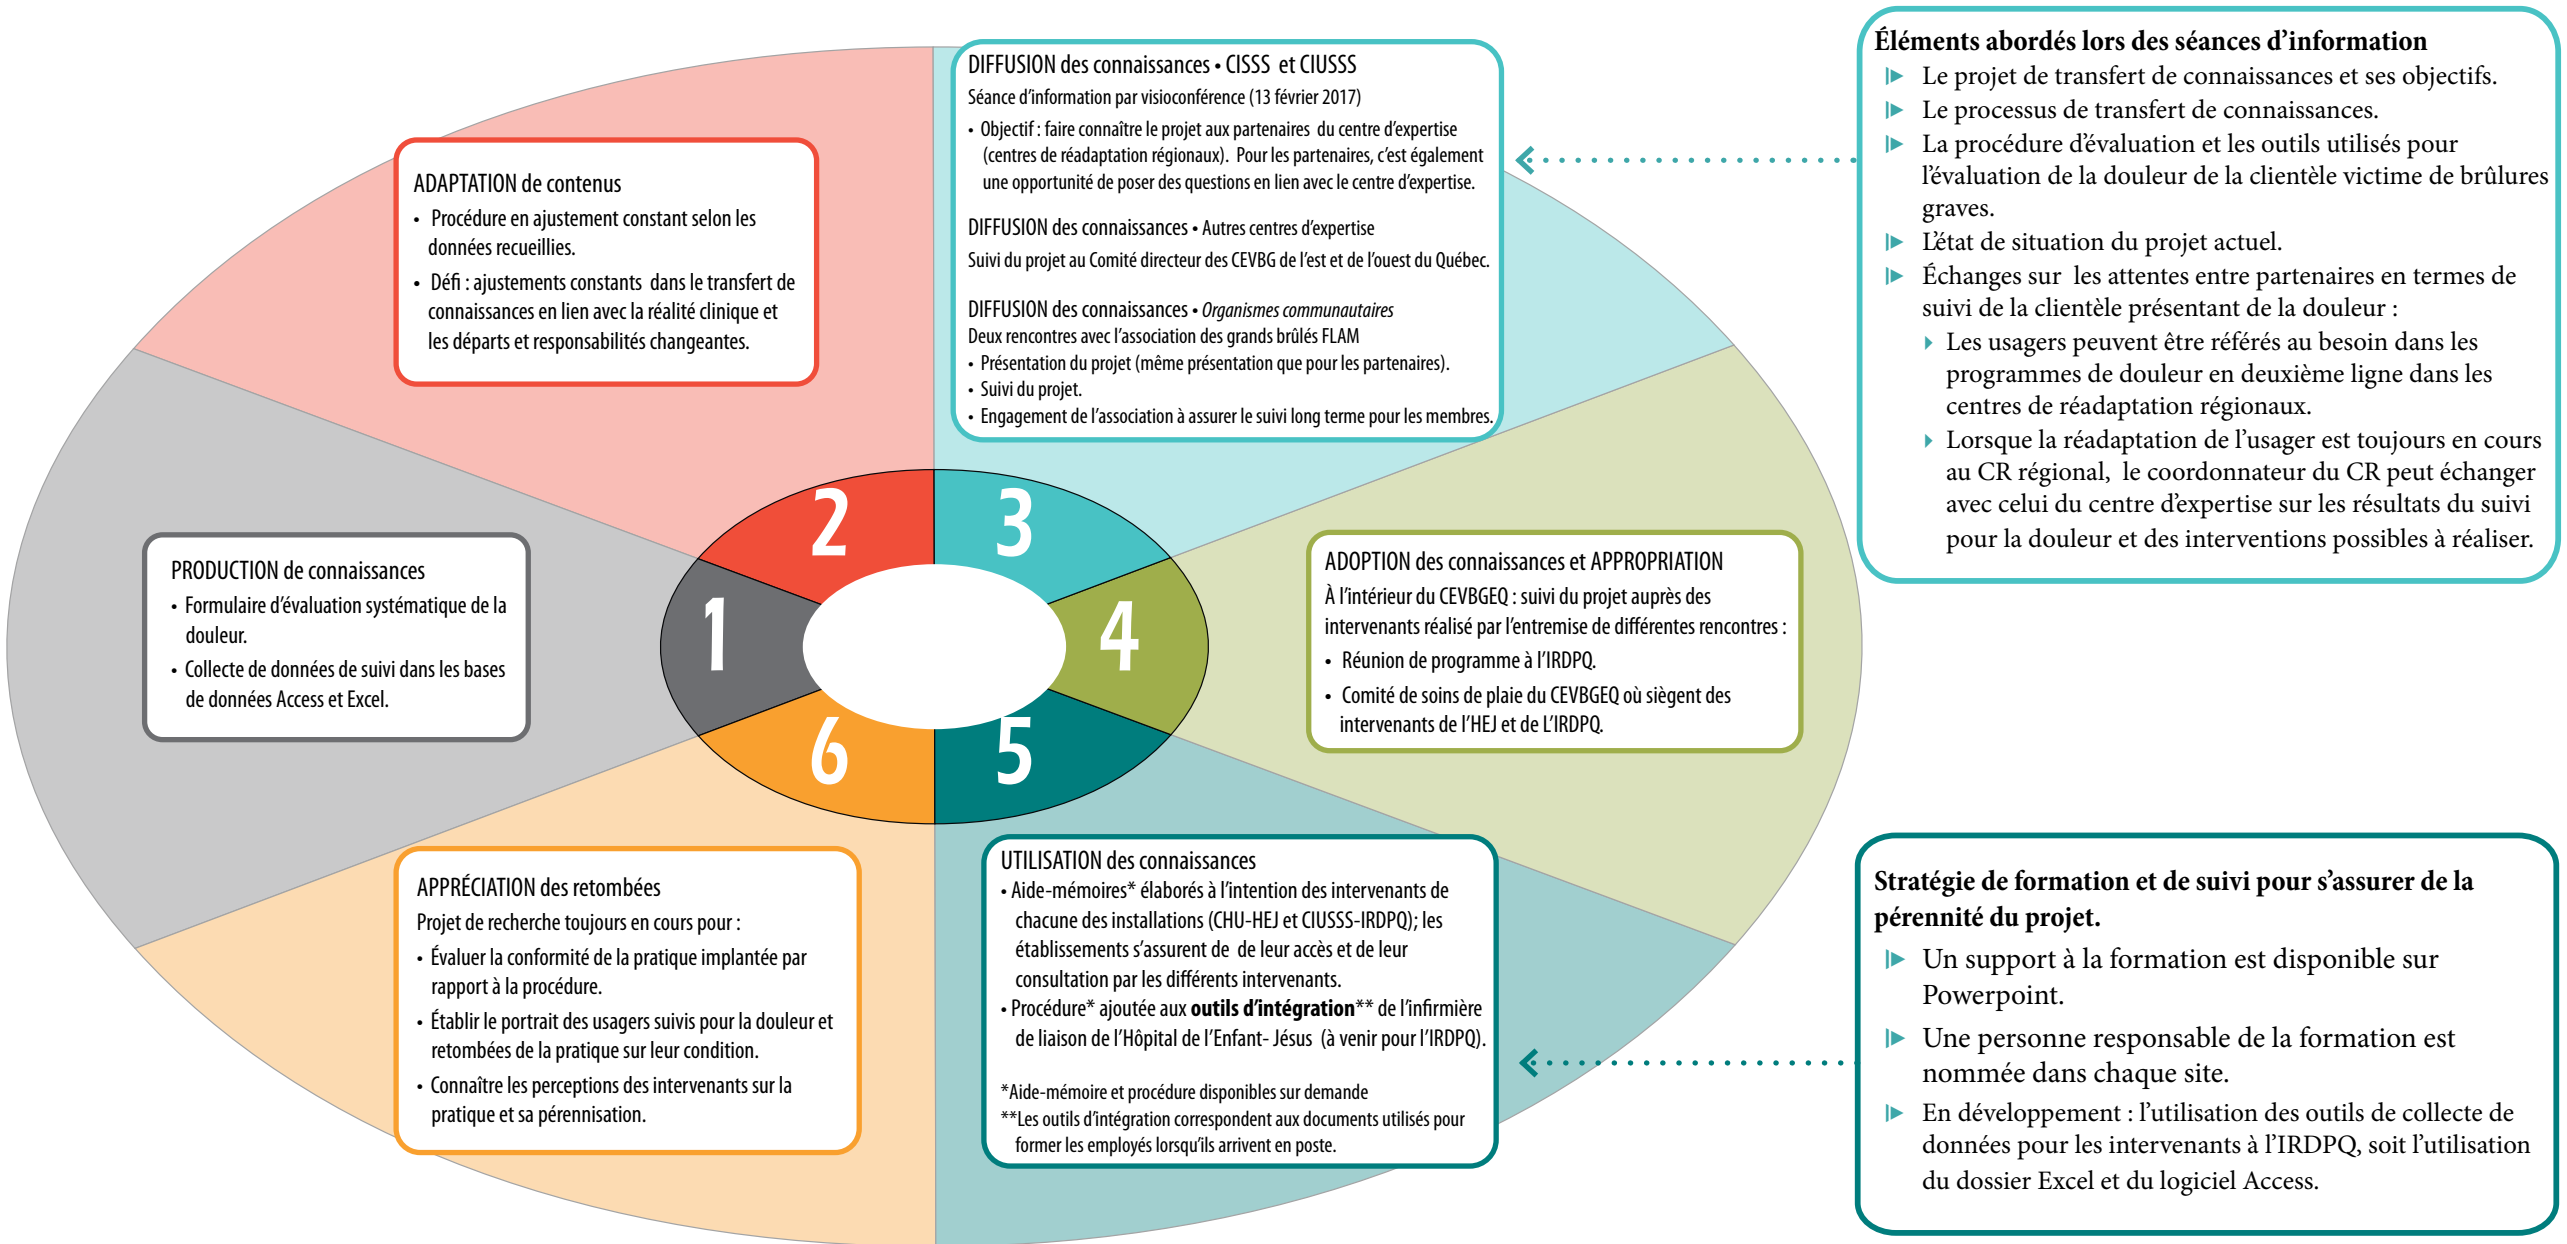 PRODUCTION de connaissances
• Formulaire d'évaluation systématique de la
douleur.
• Collecte de données de suivi dans les bases
de données Access et Excel.
1
ADAPTATION de contenus
• Procédure en ajustement constant selon les
données recueillies.
• Défi : ajustements constants dans le transfert de
connaissances en lien avec la réalité clinique et
les départs et responsabilités changeantes.
2
DIFFUSION des connaissances • CISSS et CIUSSS
Séance d'information par visioconférence (13 février 2017)
• Objectif : faire connaître le projet aux partenaires du centre d'expertise
(centres de réadaptation régionaux). Pour les partenaires, c'est également
une opportunité de poser des questions en lien avec le centre d'expertise.
DIFFUSION des connaissances • Autres centres d'expertise
Suivi du projet au Comité directeur des CEVBG de l'est et de l'ouest du Québec.
DIFFUSION des connaissances • Organismes communautaires
Deux rencontres avec l'association des grands brûlés FLAM
• Présentation du projet (même présentation que pour les partenaires).
• Suivi du projet.
• Engagement de l'association à assurer le suivi long terme pour les membres.
3
Éléments abordés lors des séances d'information
Le projet de transfert de connaissances et ses objectifs.
Le processus de transfert de connaissances.
La procédure d'évaluation et les outils utilisés pour
l'évaluation de la douleur de la clientèle victime de brûlures
graves.
L'état de situation du projet actuel.
Échanges sur les attentes entre partenaires en termes de
suivi de la clientèle présentant de la douleur :
Les usagers peuvent être référés au besoin dans les
programmes de douleur en deuxième ligne dans les
centres de réadaptation régionaux.
Lorsque la réadaptation de l'usager est toujours en cours
au CR régional, le coordonnateur du CR peut échanger
avec celui du centre d'expertise sur les résultats du suivi
pour la douleur et des interventions possibles à réaliser.
ADOPTION des connaissances et APPROPRIATION
À l'intérieur du CEVBGEQ : suivi du projet auprès des
intervenants réalisé par l'entremise de différentes rencontres :
• Réunion de programme à l'IRDPQ.
• Comité de soins de plaie du CEVBGEQ où siègent des
intervenants de l'HEJ et de L'IRDPQ.
4
UTILISATION des connaissances
• Aide-mémoires* élaborés à l'intention des intervenants de
chacune des installations (CHU-HEJ et CIUSSS-IRDPQ); les
établissements s'assurent de de leur accès et de leur
consultation par les différents intervenants.
• Procédure* ajoutée aux outils d'intégration** de l'infirmière
de liaison de l'Hôpital de l'Enfant- Jésus (à venir pour l'IRDPQ).
*Aide-mémoire et procédure disponibles sur demande
**Les outils d'intégration correspondent aux documents utilisés pour
former les employés lorsqu'ils arrivent en poste.
5
Stratégie de formation et de suivi pour s'assurer de la
pérennité du projet.
Un support à la formation est disponible sur
Powerpoint.
Une personne responsable de la formation est
nommée dans chaque site.
En développement : l'utilisation des outils de collecte de
données pour les intervenants à l'IRDPQ, soit l'utilisation
du dossier Excel et du logiciel Access.
APPRÉCIATION des retombées
Projet de recherche toujours en cours pour :
• Évaluer la conformité de la pratique implantée par
rapport à la procédure.
• Établir le portrait des usagers suivis pour la douleur et
retombées de la pratique sur leur condition.
• Connaître les perceptions des intervenants sur la
pratique et sa pérennisation.
6